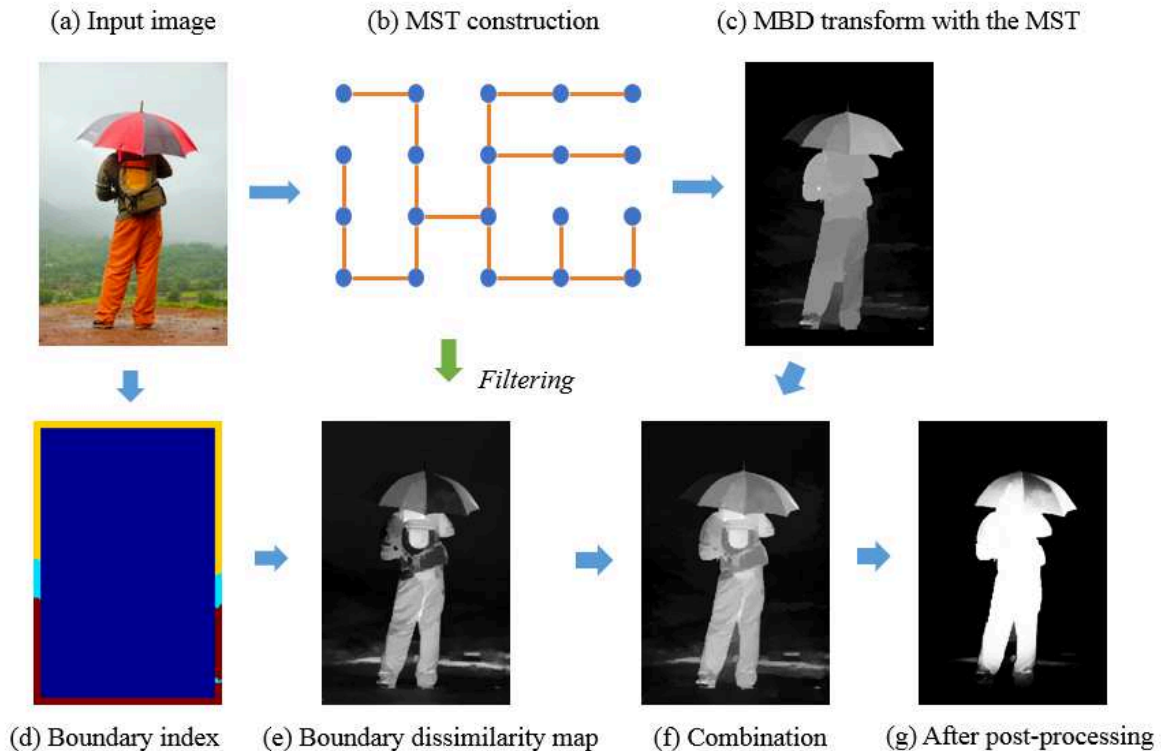 (a) Input image
(b) MST construction
(c) MBD transform with the MST
Filtering
(d) Boundary index
(e) Boundary dissimilarity map
(f) Combination
(g) After post-processing